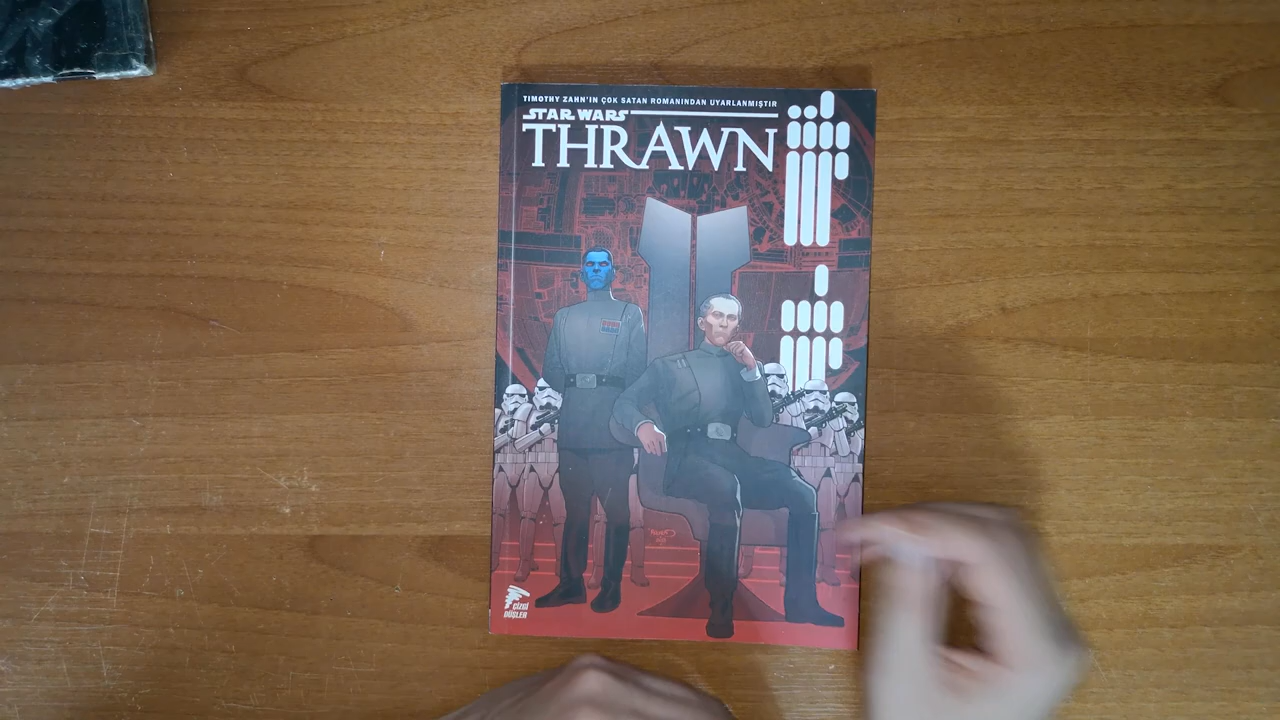 TIMOTHY ZAHN'IN ÇOK SATAN ROMANINDAN UYARLANMIŞTIR
STAR WARS
THRAWN
ÇİZGİ
DÜŞLER